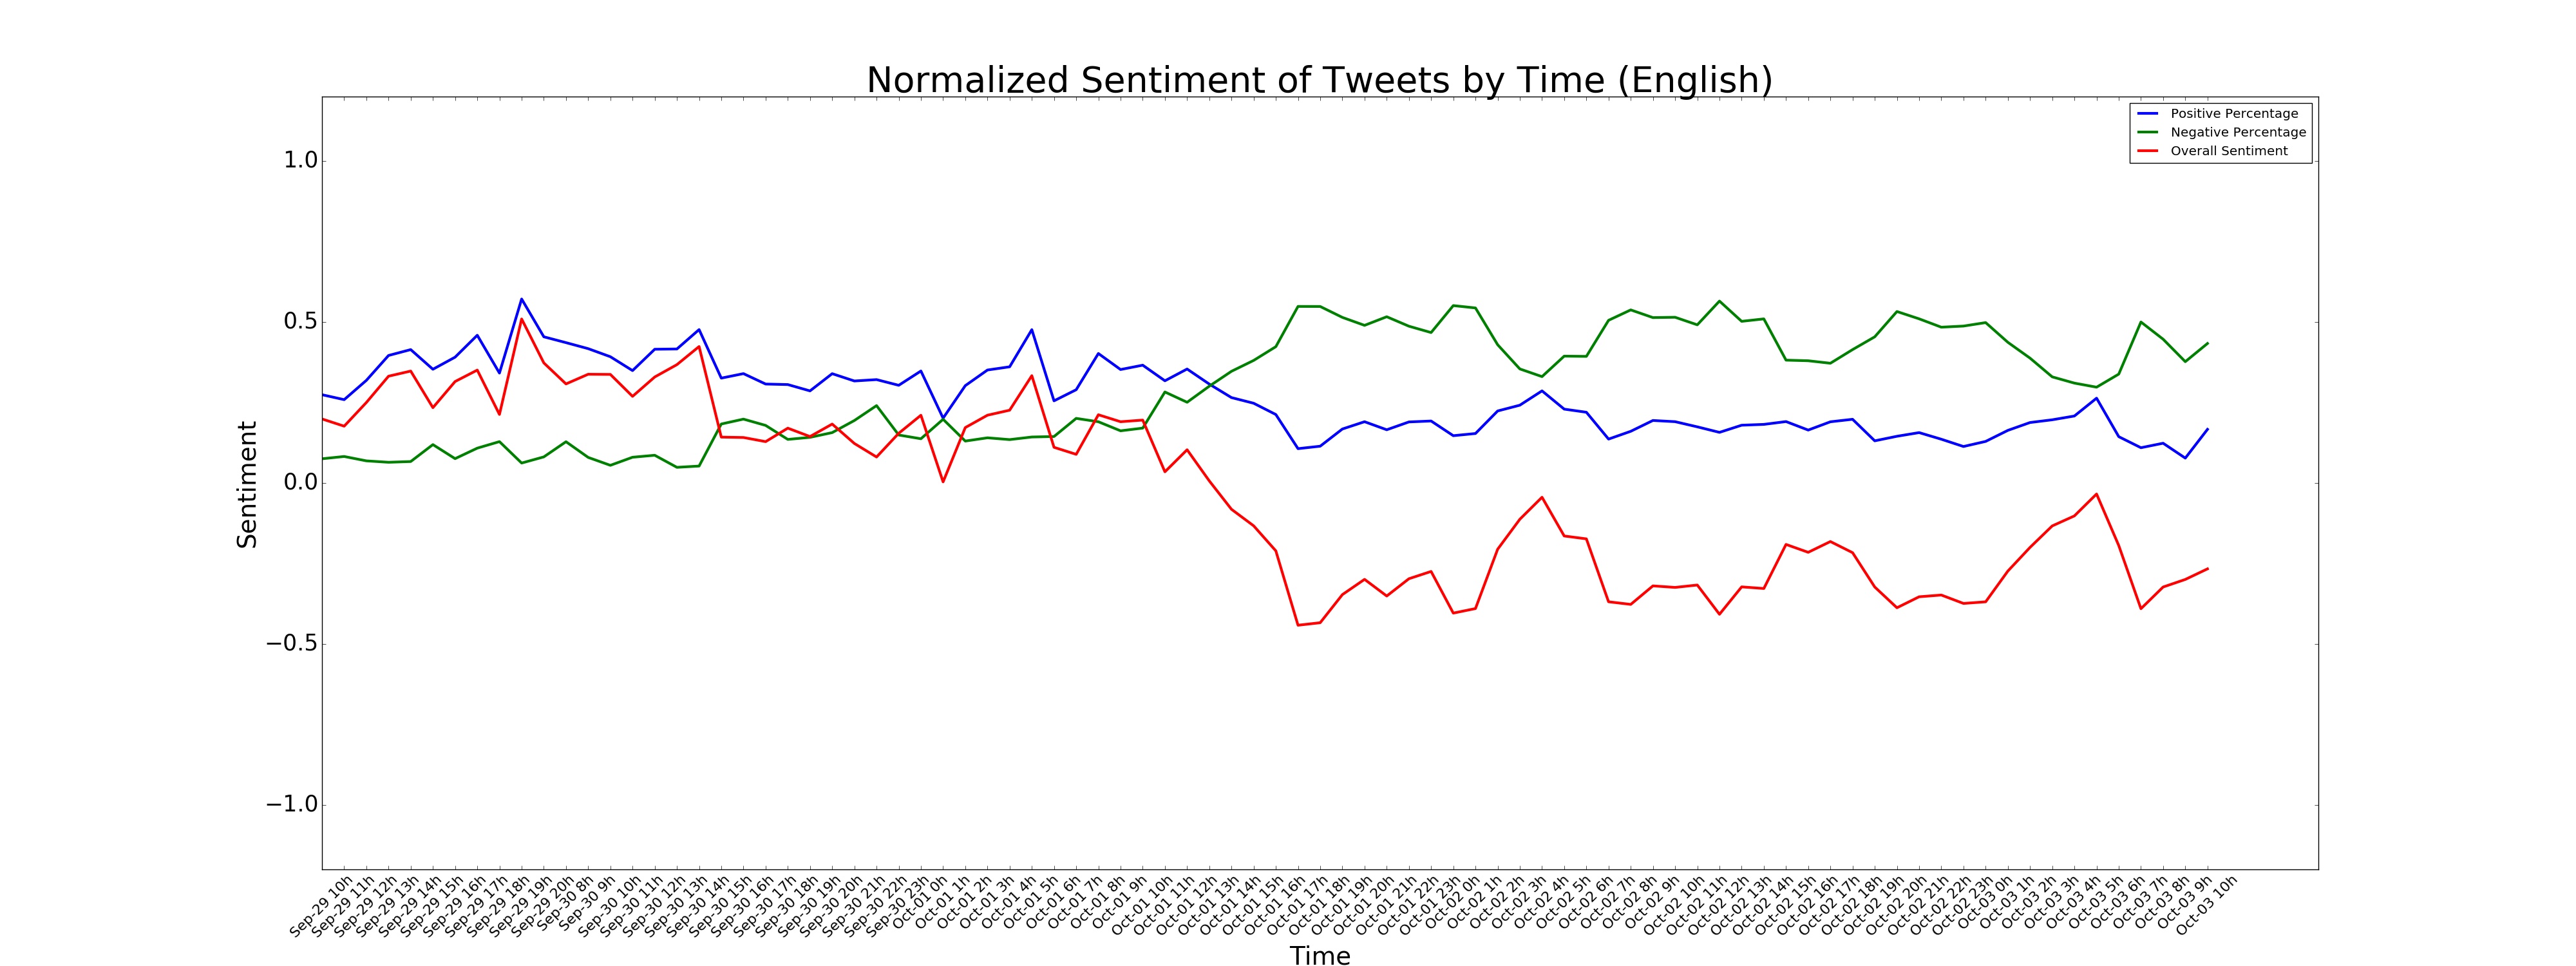 Normalized Sentiment of Tweets by Time (English)
Positive Percentage
Negative Percentage
Overall Sentiment
1.0
0.5
0.0
−0.5
−1.0
Sentiment
Sep-29 10h
Sep-29 11h
Sep-29 12h
Sep-29 13h
Sep-29 14h
Sep-29 15h
Sep-29 16h
Sep-29 17h
Sep-29 18h
Sep-29 19h
Sep-29 20h
Sep-30 8h
Sep-30 9h
Sep-30 10h
Sep-30 11h
Sep-30 12h
Sep-30 13h
Sep-30 14h
Sep-30 15h
Sep-30 16h
Sep-30 17h
Sep-30 18h
Sep-30 19h
Sep-30 20h
Sep-30 21h
Sep-30 22h
Sep-30 23h
Oct-01 0h
Oct-01 1h
Oct-01 2h
Oct-01 3h
Oct-01 4h
Oct-01 5h
Oct-01 6h
Oct-01 7h
Oct-01 8h
Oct-01 9h
Oct-01 10h
Oct-01 11h
Oct-01 12h
Oct-01 13h
Oct-01 14h
Oct-01 15h
Oct-01 16h
Oct-01 17h
Oct-01 18h
Oct-01 19h
Oct-01 20h
Oct-01 21h
Oct-01 22h
Oct-01 23h
Oct-02 0h
Oct-02 1h
Oct-02 2h
Oct-02 3h
Oct-02 4h
Oct-02 5h
Oct-02 6h
Oct-02 7h
Oct-02 8h
Oct-02 9h
Oct-02 10h
Oct-02 11h
Oct-02 12h
Oct-02 13h
Oct-02 14h
Oct-02 15h
Oct-02 16h
Oct-02 17h
Oct-02 18h
Oct-02 19h
Oct-02 20h
Oct-02 21h
Oct-02 22h
Oct-02 23h
Oct-03 0h
Oct-03 1h
Oct-03 2h
Oct-03 3h
Oct-03 4h
Oct-03 5h
Oct-03 6h
Oct-03 7h
Oct-03 8h
Oct-03 9h
Oct-03 10h
Time